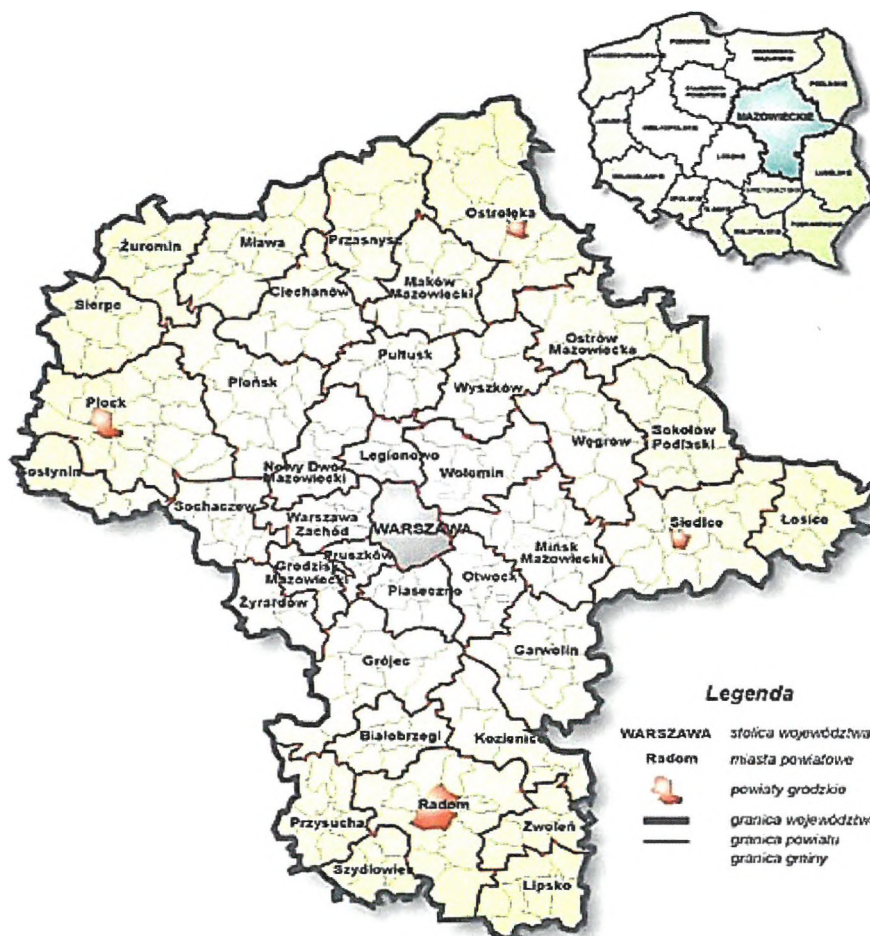 MAZOWIECKIE
Ostrołęka
Żuromin
Mława
Przasnysz
Ciechanów
Maków
Mazowiecki
Sierpc
Ostrów
Mazowiecka
Pułtusk
Płońsk
Wyszków
Płock
Węgrów
Sokołów
Podlaski
Gostynin
Nowy Dwór
Mazowiecki
Legionowo
Wołomin
Sochaczew
Warszawa
Zachód
WARSZAWA
Siedlce
Łosice
Mińsk
Mazowiecki
Pruszków
Grodzisk
Mazowiecki
Piaseczno
Otwock
Żyrardów
Grójec
Garwolin
Białobrzegi
Kozienice
Radom
Przysucha
Zwoleń
Szydłowiec
Lipsko
Legenda
WARSZAWA stolica województwa
Radom miasta powiatowe
powiaty grodzkie
granica województw
granica powiatu
granica gminy